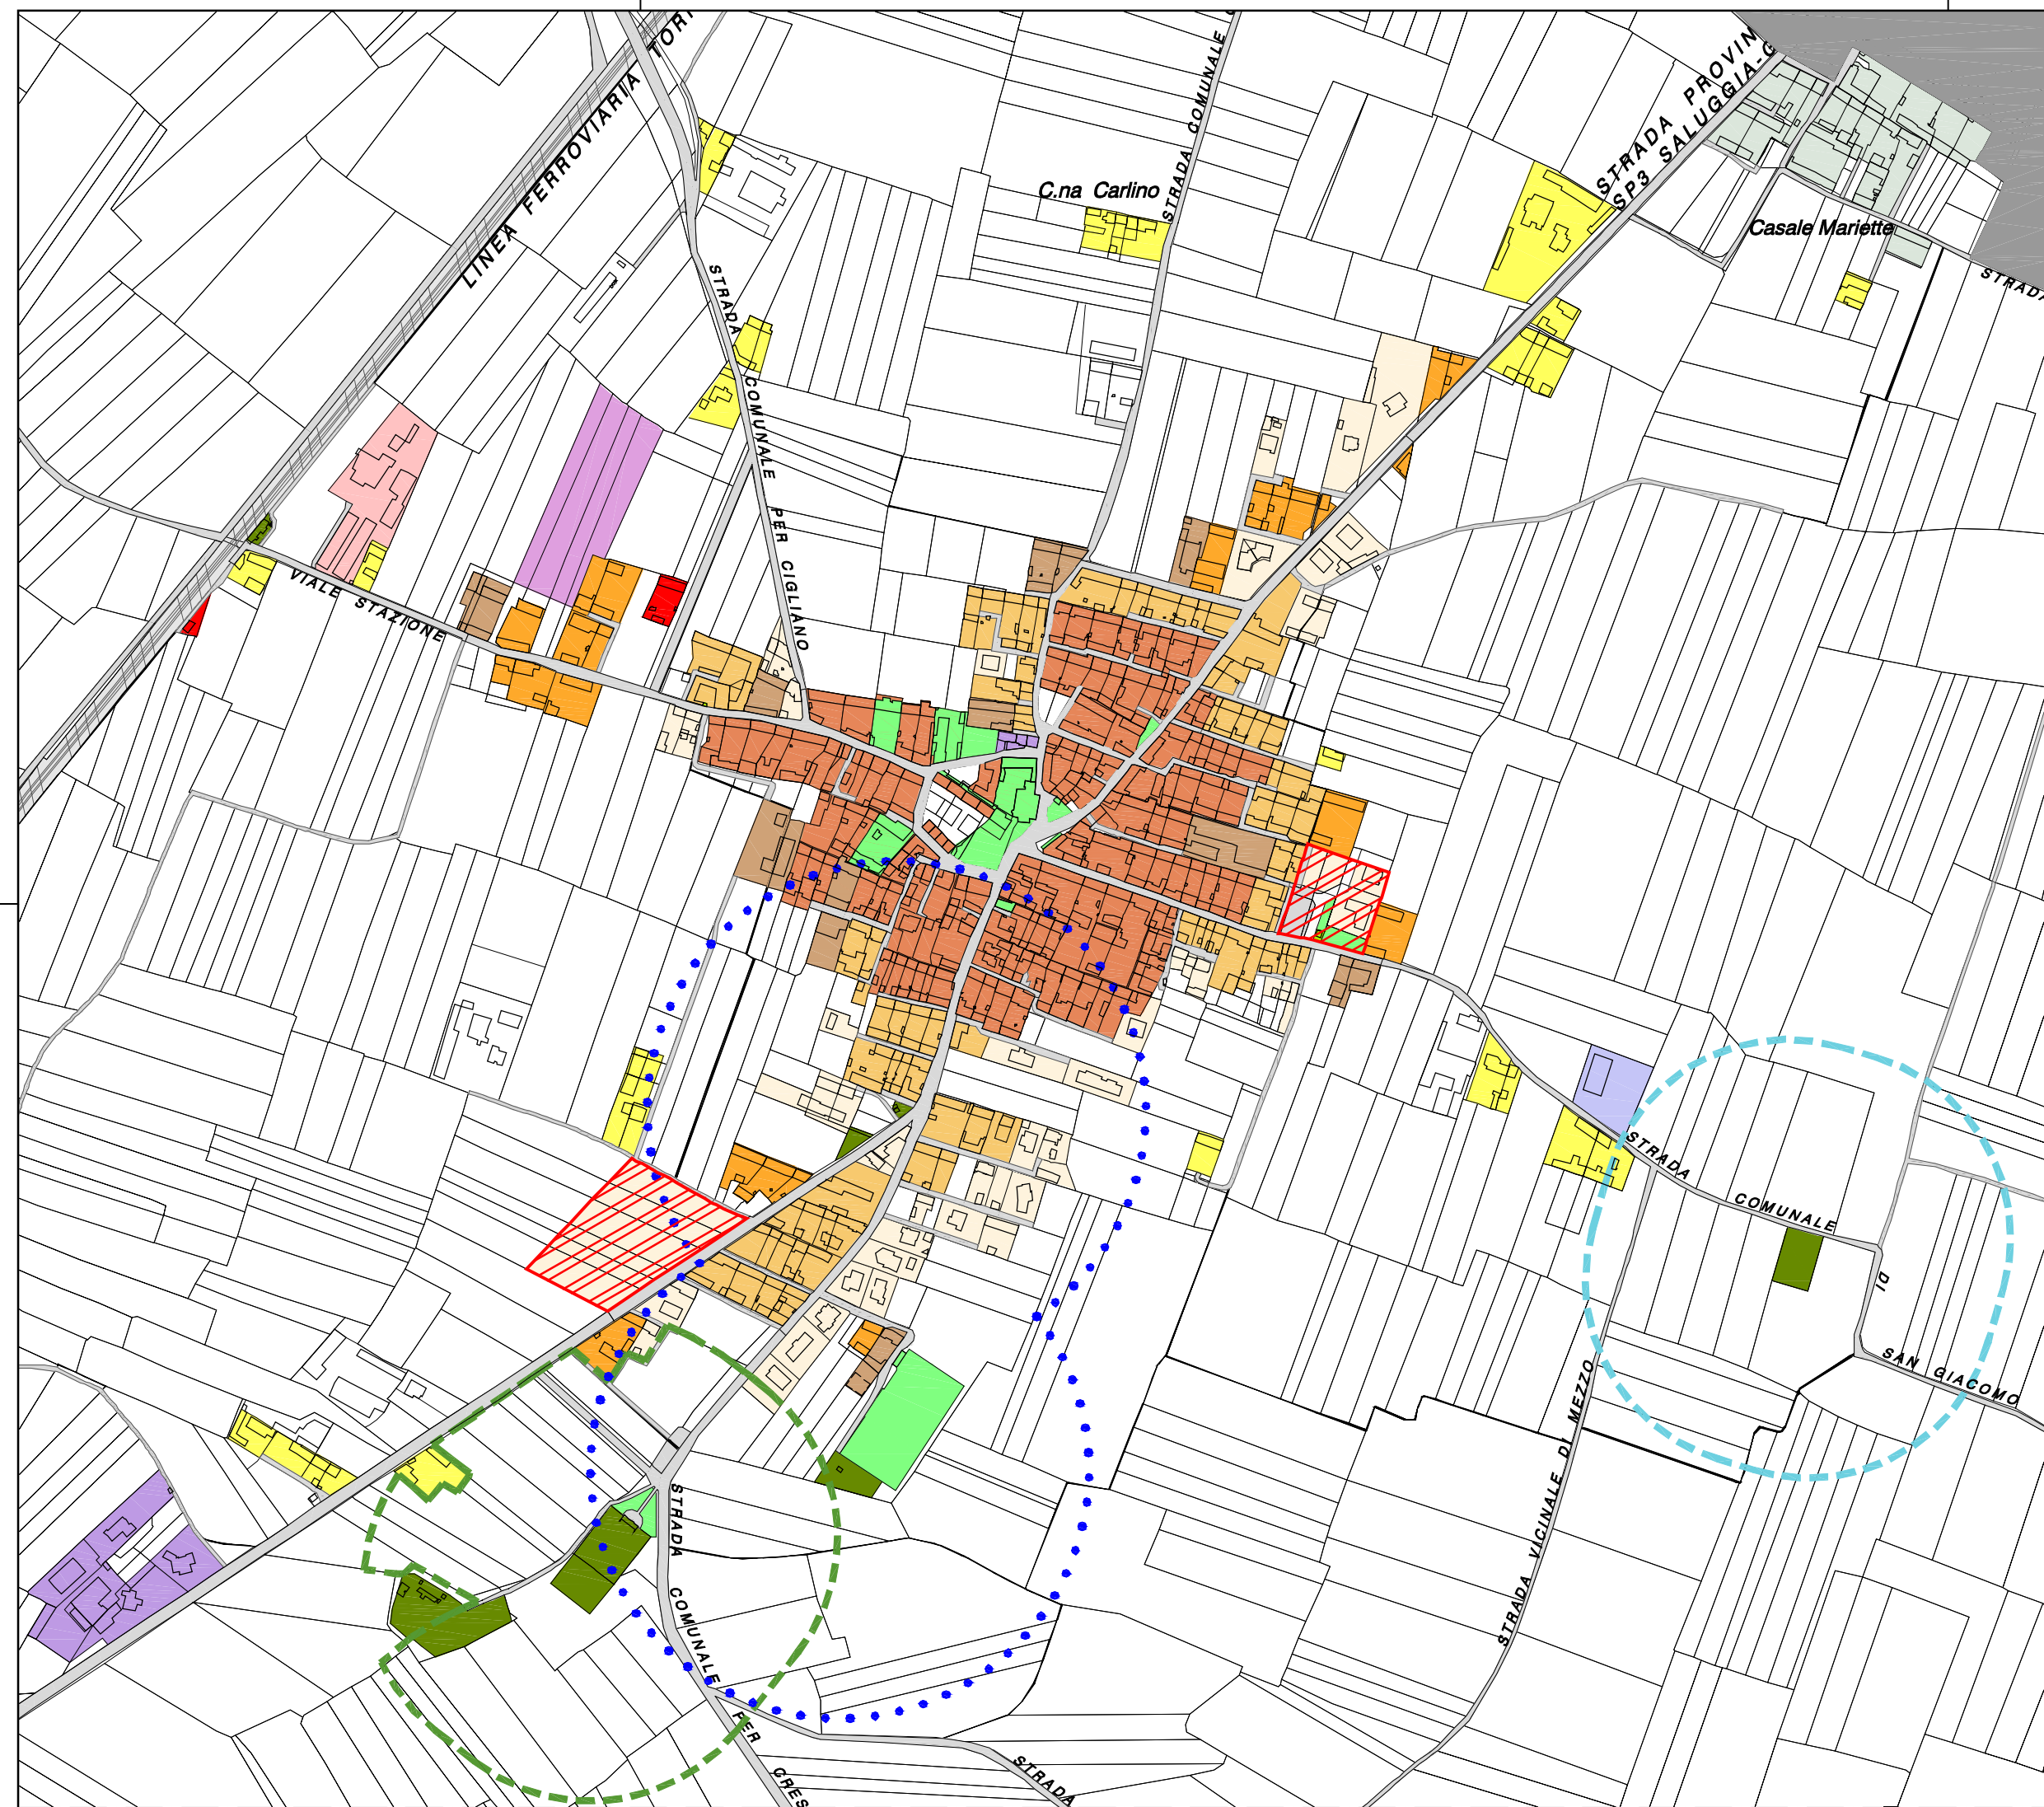 LINEA FERROVIARIA TORI
STRADA COMUNALE
STRADA PROVIN
SP3 SALUGGIA-C
C.na Carlino
Casale Mariette
STRADA
STRADA COMUNALE PER CIGLIANO
VIALE STAZIONE
STRADA COMUNALE DI SAN GIACOMO
STRADA VICINALE DI MEZZO
STRADA COMUNALE PER CRES
STRADA